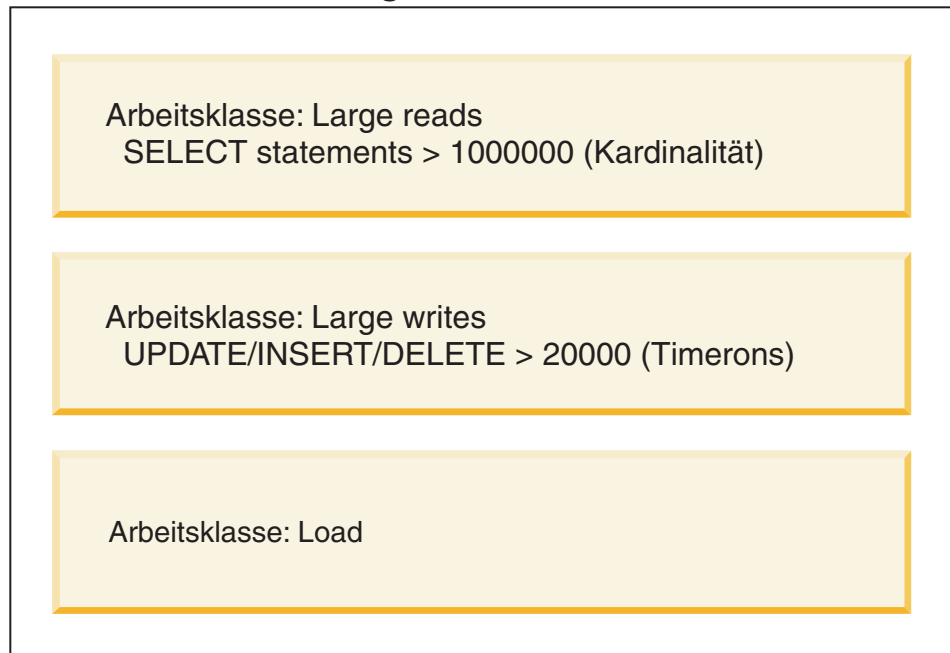 Arbeitsklasse: Large reads
SELECT statements > 1000000 (Kardinalität)
Arbeitsklasse: Large writes
UPDATE/INSERT/DELETE > 20000 (Timerons)
Arbeitsklasse: Load